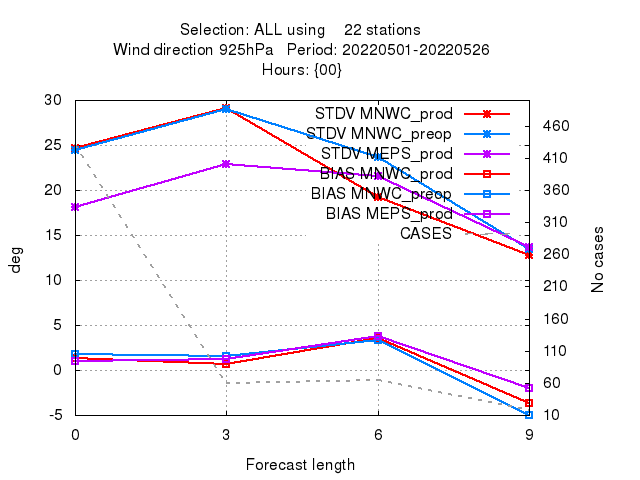 Selection: ALL using 22 stations
Wind direction 925hPa Period: 20220501-20220526
Hours: {00}
30
25
20
15
10
5
0
-5
deg
STDV MNWC_prod
STDV MNWC_preop
STDV MEPS_prod
BIAS MNWC_prod
BIAS MNWC_preop
BIAS MEPS_prod
CASES
460
410
360
310
260
210
160
110
60
10
No cases
0 3 6 9
Forecast length